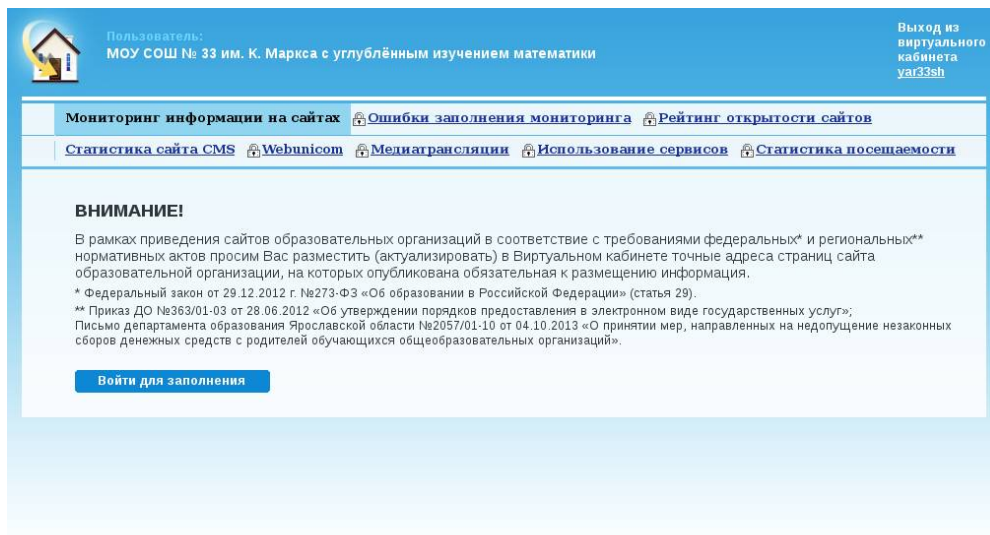 Пользователь:
МОУ СОШ № 33 им. К. Маркса с углублённым изучением математики
Выход из
виртуального
кабинета
yar33sh
Мониторинг информации на сайтах Ошибки заполнения мониторинга Рейтинг открытости сайтов
Статистика сайта CMS Webunicom Медиатрансляции Использование сервисов Статистика посещаемости
ВНИМАНИЕ!
В рамках приведения сайтов образовательных организаций в соответствие с требованиями федеральных* и региональных**
нормативных актов просим Вас разместить (актуализировать) в Виртуальном кабинете точные адреса страниц сайта
образовательной организации, на которых опубликована обязательная к размещению информация.
* Федеральный закон от 29.12.2012 г. №273-ФЗ «Об образовании в Российской Федерации» (статья 29).
** Приказ ДО №363/01-03 от 28.06.2012 «Об утверждении порядков предоставления в электронном виде государственных услуг»;
Письмо департамента образования Ярославской области №2057/01-10 от 04.10.2013 «О принятии мер, направленных на недопущение незаконных
сборов денежных средств с родителей обучающихся общеобразовательных организаций».
Войти для заполнения